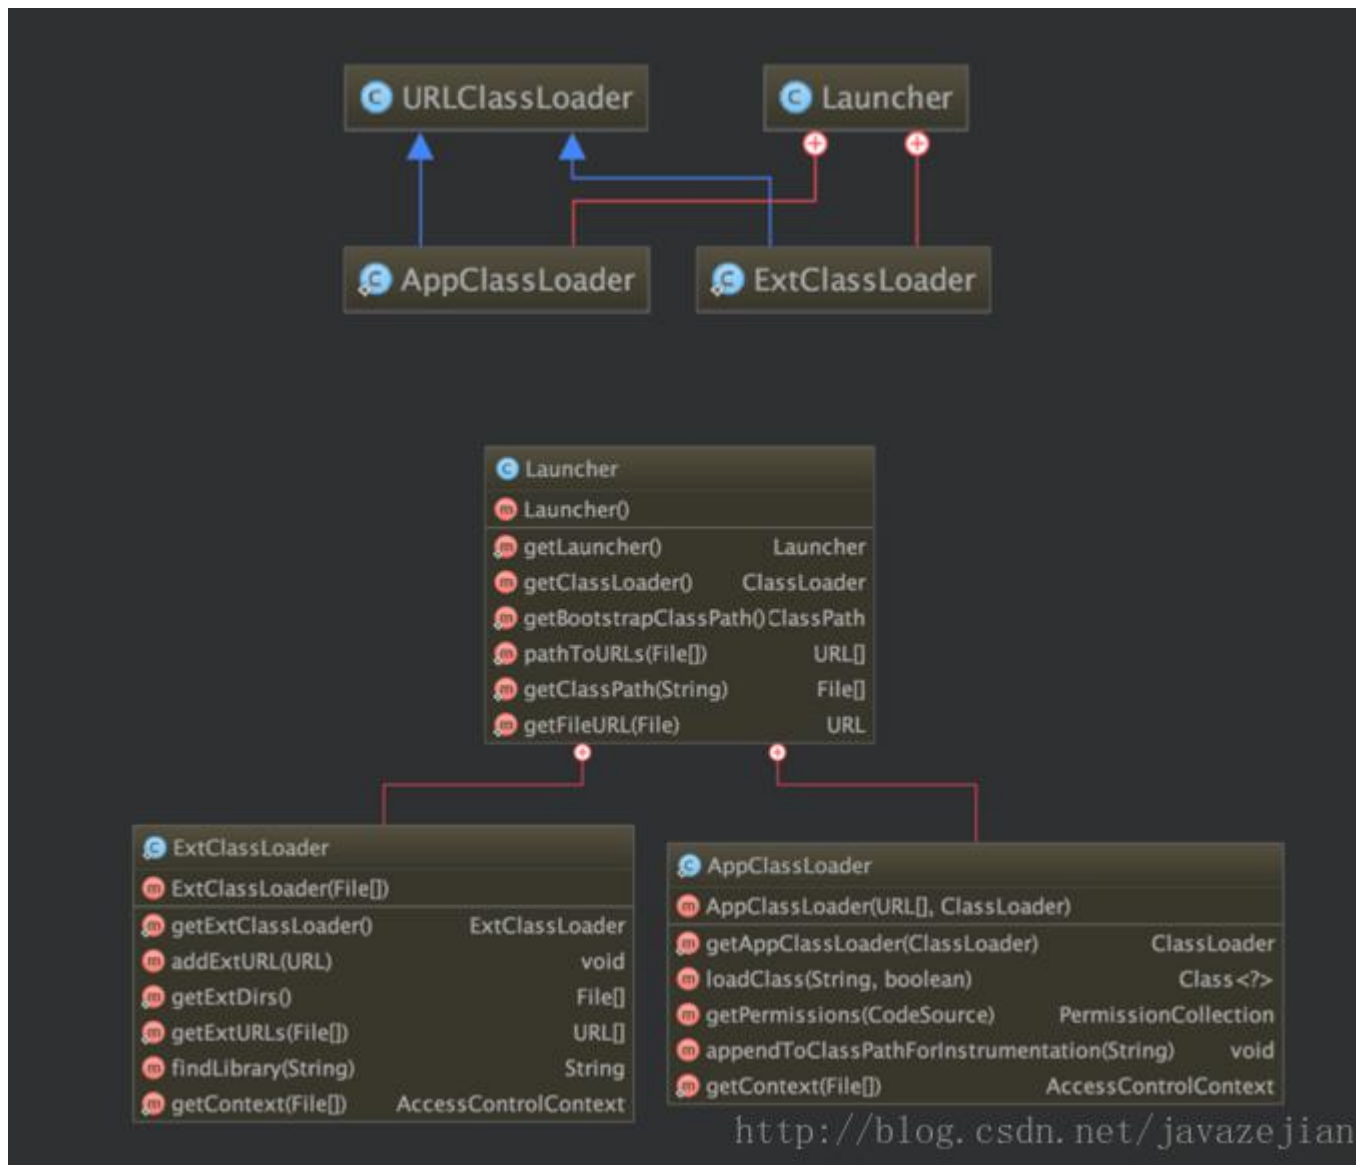 URLClassLoader
Launcher
AppClassLoader
ExtClassLoader
Launcher
Launcher()
getLauncher() Launcher
getClassLoader() ClassLoader
getBootstrapClassPath() ClassPath
pathToURLs(File[]) URL[]
getClassPath(String) File[]
getFileURL(File) URL
ExtClassLoader
ExtClassLoader(File[])
getExtClassLoader() ExtClassLoader
addExtURL(URL) void
getExtDirs() File[]
getExtURLs(File[]) URL[]
findLibrary(String) String
getContext(File[]) AccessControlContext
AppClassLoader
AppClassLoader(URL[], ClassLoader)
getAppClassLoader(ClassLoader) ClassLoader
loadClass(String, boolean) Class<?>
getPermissions(CodeSource) PermissionCollection
appendToClassPathForInstrumentation(String) void
getContext(File[]) AccessControlContext
http://blog.csdn.net/javazejian